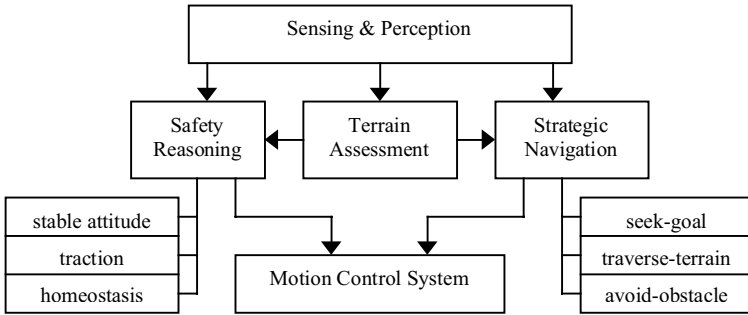 Sensing & Perception
Safety
Reasoning
Terrain
Assessment
Strategic
Navigation
stable attitude
traction
homeostasis
Motion Control System
seek-goal
traverse-terrain
avoid-obstacle